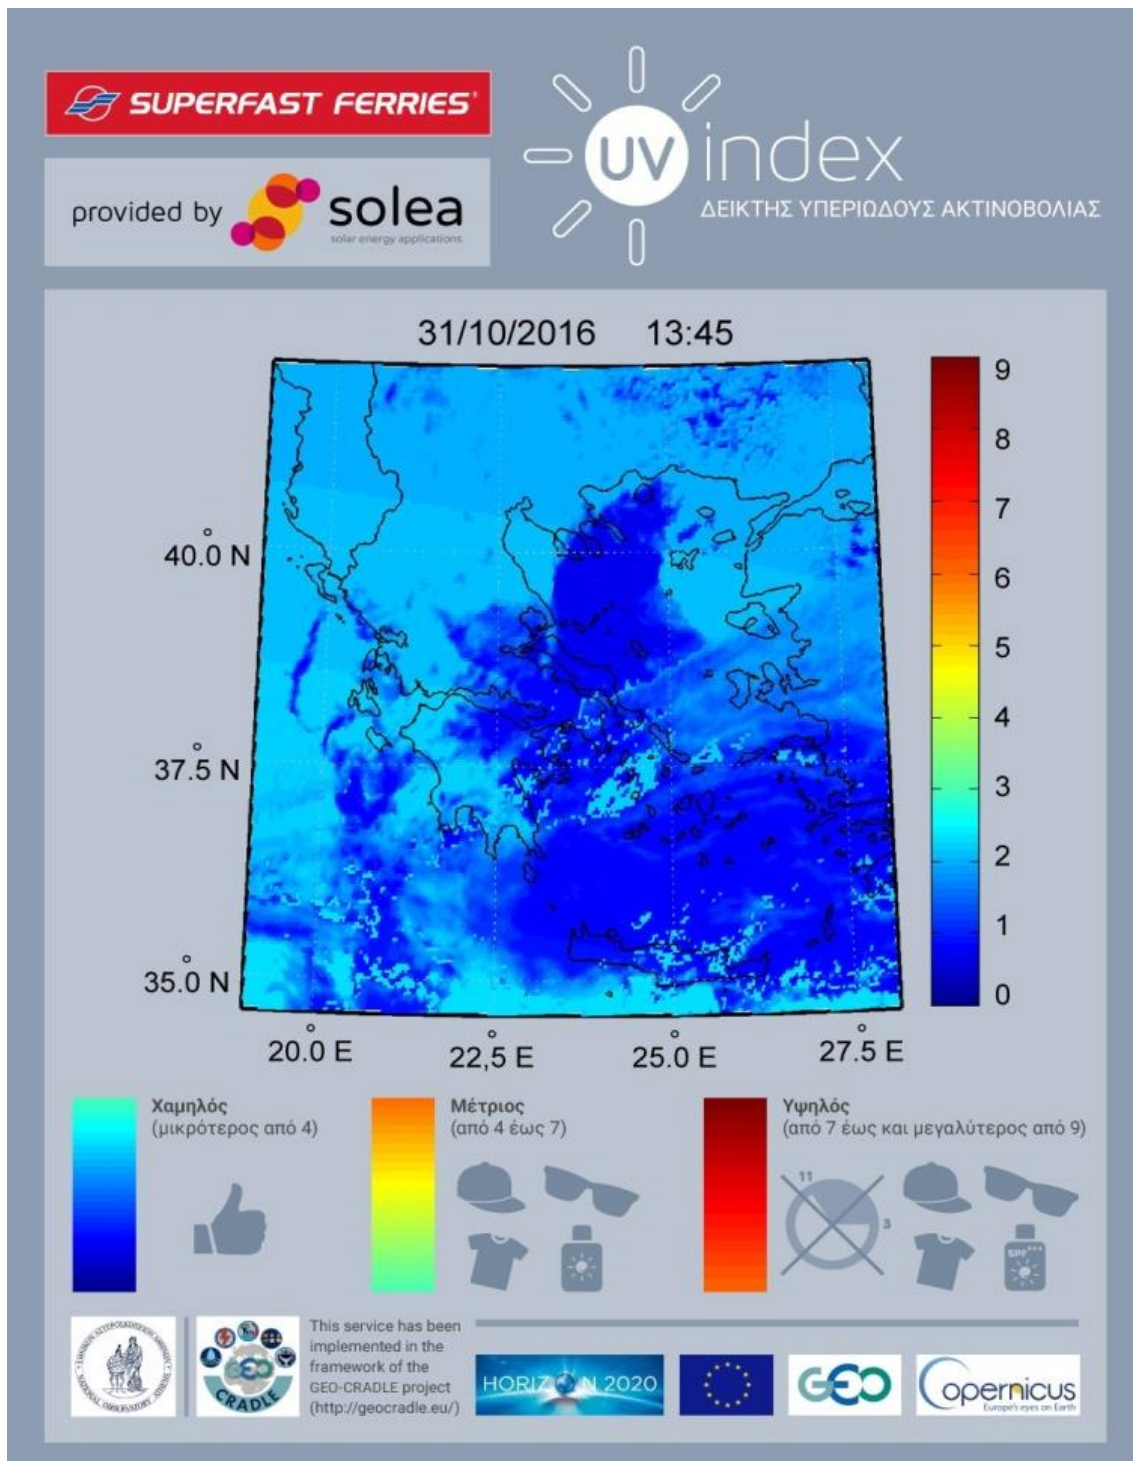 SUPERFAST FERRIES
provided by solea
solar energy applications
UV index
ΔΕΙΚΤΗΣ ΥΠΕΡΙΩΔΟΥΣ ΑΚΤΙΝΟΒΟΛΙΑΣ
31/10/2016 13:45
9
8
7
6
5
4
3
2
1
0
40.0 N
37.5 N
35.0 N
20.0 E
22,5 E
25.0 E
27.5 E
Χαμηλός
(μικρότερος από 4)
Μέτριος
(από 4 έως 7)
Υψηλός
(από 7 έως και μεγαλύτερος από 9)
11
3
SPF+++
GEO
CRADLE
This service has been
implemented in the
framework of the
GEO-CRADLE project
(http://geocradle.eu/)
HORIZON 2020
GEO
opernicus
Europe's eyes on Earth